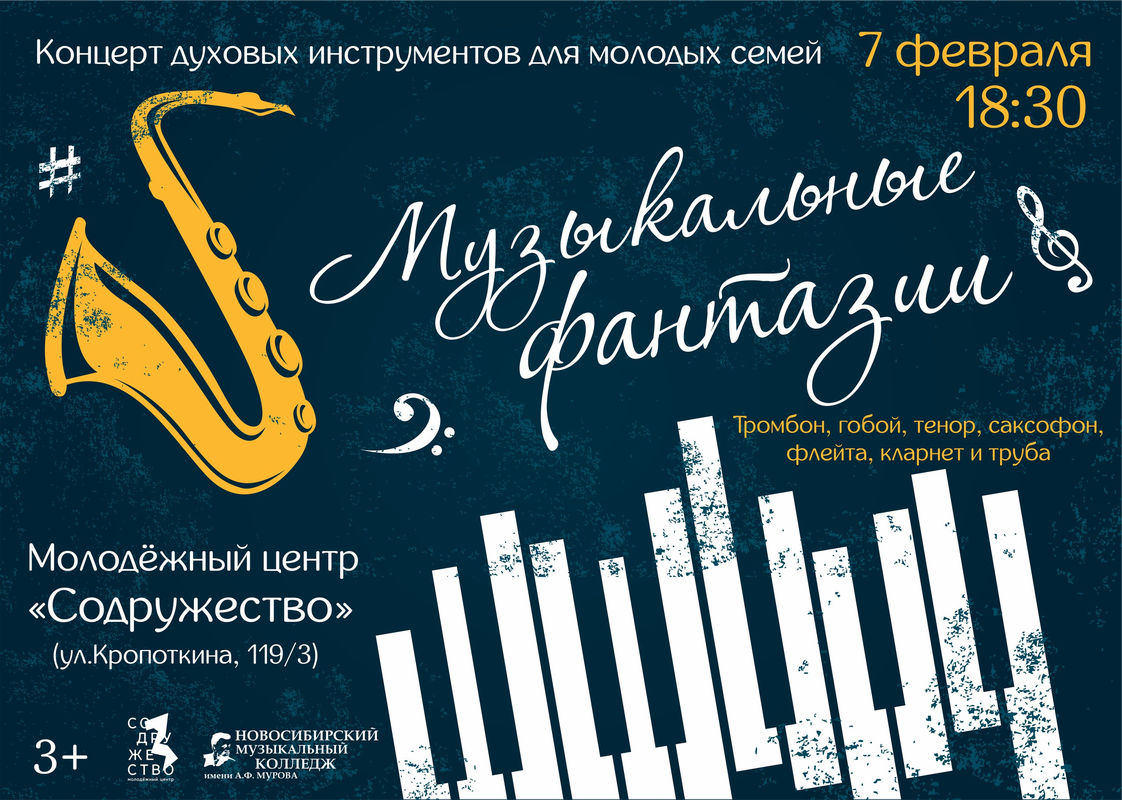 Концерт духовых инструментов для молодых семей
7 февраля
18:30
Музыкальные
фантазии
Тромбон, гобой, тенор, саксофон,
флейта, кларнет и труба
Молодёжный центр
«Содружество»
(ул.Кропоткина, 119/3)
3+
СО
ДРУ
ЖЕ
СТВО
молодёжный центр
НОВОСИБИРСКИЙ
МУЗЫКАЛЬНЫЙ
КОЛЛЕДЖ
имени А.Ф. МУРОВА